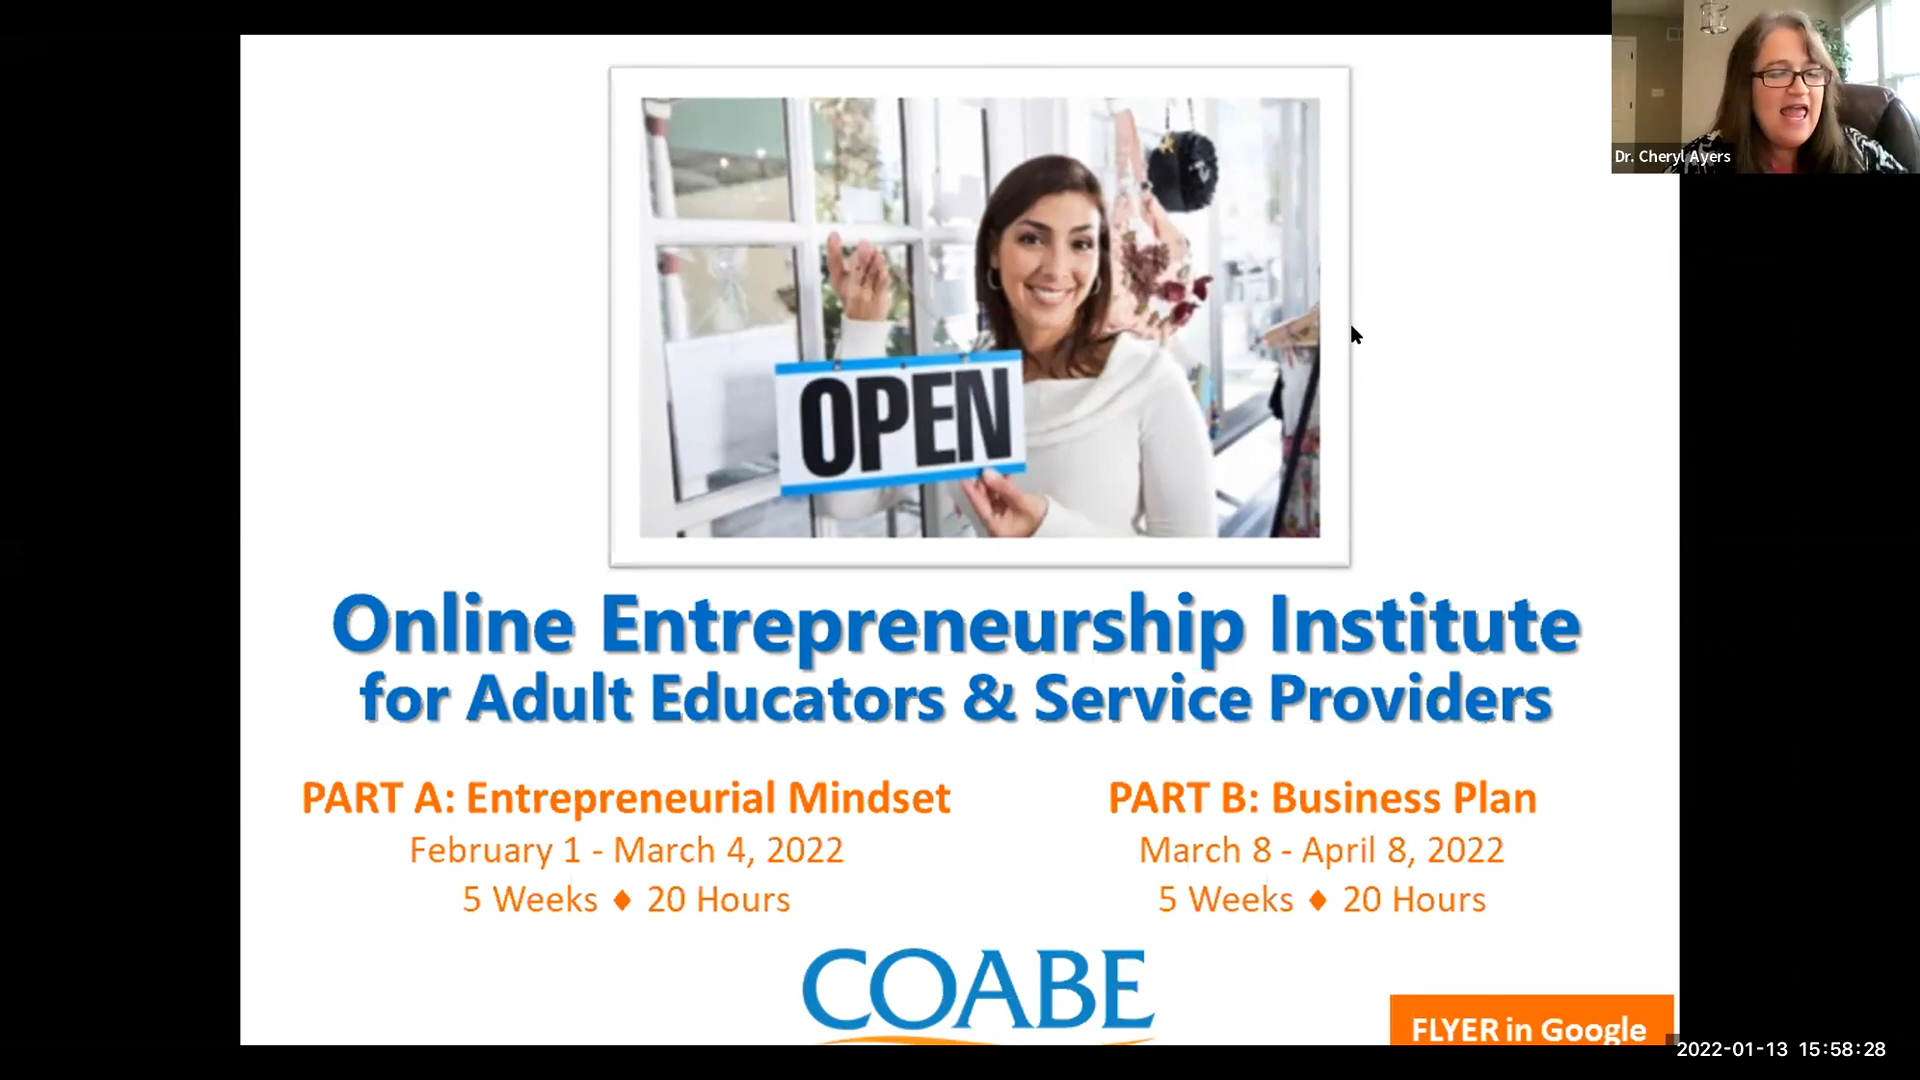 Dr. Cheryl Ayers
OPEN
Online Entrepreneurship Institute
for Adult Educators & Service Providers
PART A: Entrepreneurial Mindset
February 1 - March 4, 2022
5 Weeks ♦ 20 Hours
PART B: Business Plan
March 8 - April 8, 2022
5 Weeks ♦ 20 Hours
COABE
FLYER in Google
2022-01-13 15:58:28